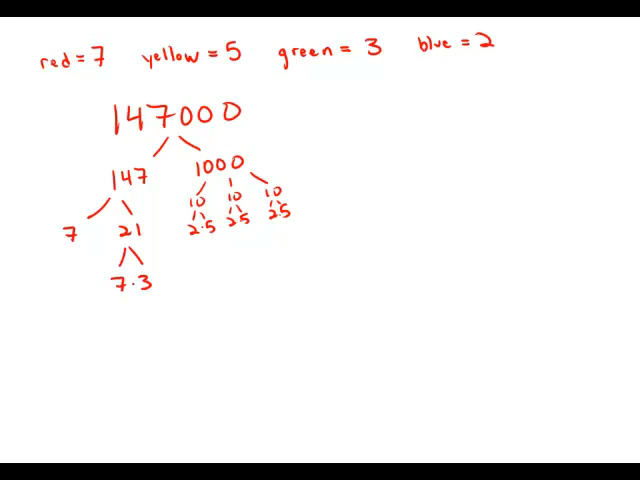 red = 7 yellow = 5 green = 3 blue = 2
147000
147 1000
10 10 10
7 21 2·5 2·5 2·5
7·3